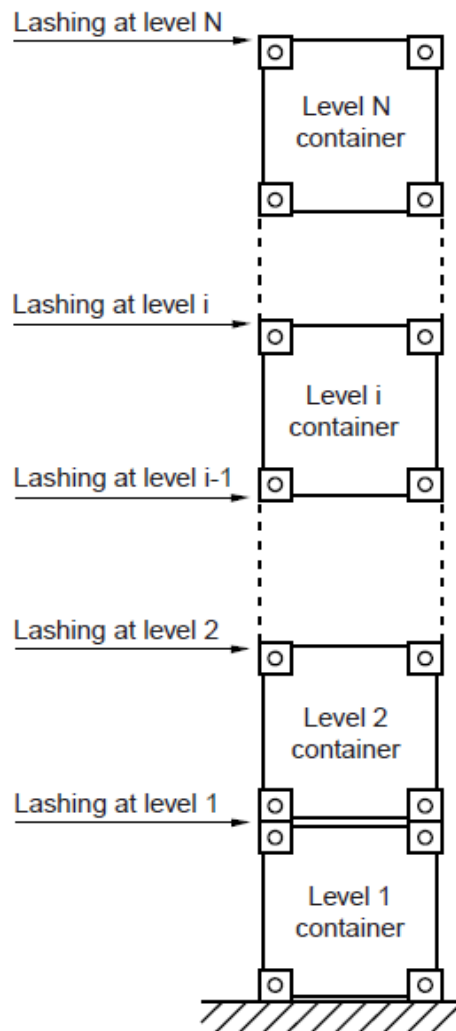 Lashing at level N
Level N
container
Lashing at level i
Level i
container
Lashing at level i-1
Lashing at level 2
Level 2
container
Lashing at level 1
Level 1
container